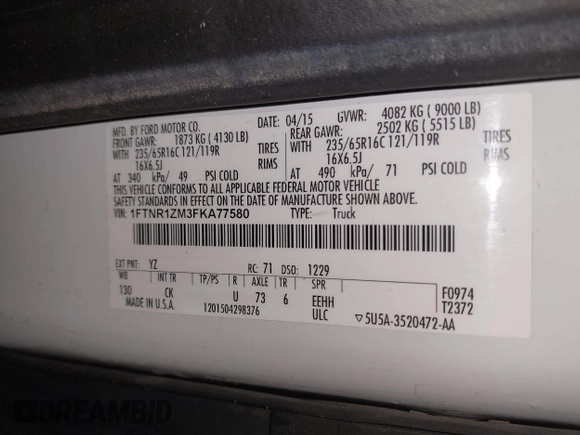 MFD. BY FORD MOTOR CO. DATE: 04/15 GVWR: 4082 KG ( 9000 LB)
FRONT GAWR: 1873 KG ( 4130 LB) REAR GAWR: 2502 KG ( 5515 LB)
WITH 235/65R16C 121/119R TIRES WITH 235/65R16C 121/119R TIRES
16X6.5J RIMS 16X6.5J RIMS
AT 340 kPa/ 49 PSI COLD AT 490 kPa/ 71 PSI COLD
THIS VEHICLE CONFORMS TO ALL APPLICABLE FEDERAL MOTOR VEHICLE
SAFETY STANDARDS IN EFFECT ON THE DATE OF MANUFACTURE SHOWN ABOVE.
VIN: 1FTNR1ZM3FKA77580 TYPE: Truck
EXT PNT: YZ RC: 71 DSO: 1229
WB INT TR TP/PS R AXLE TR SPR
130 CK U 73 6 EEHH F0974
MADE IN U.S.A. 1201504298376 ULC T2372
▽5U5A-3520472-AA
DREAMBID